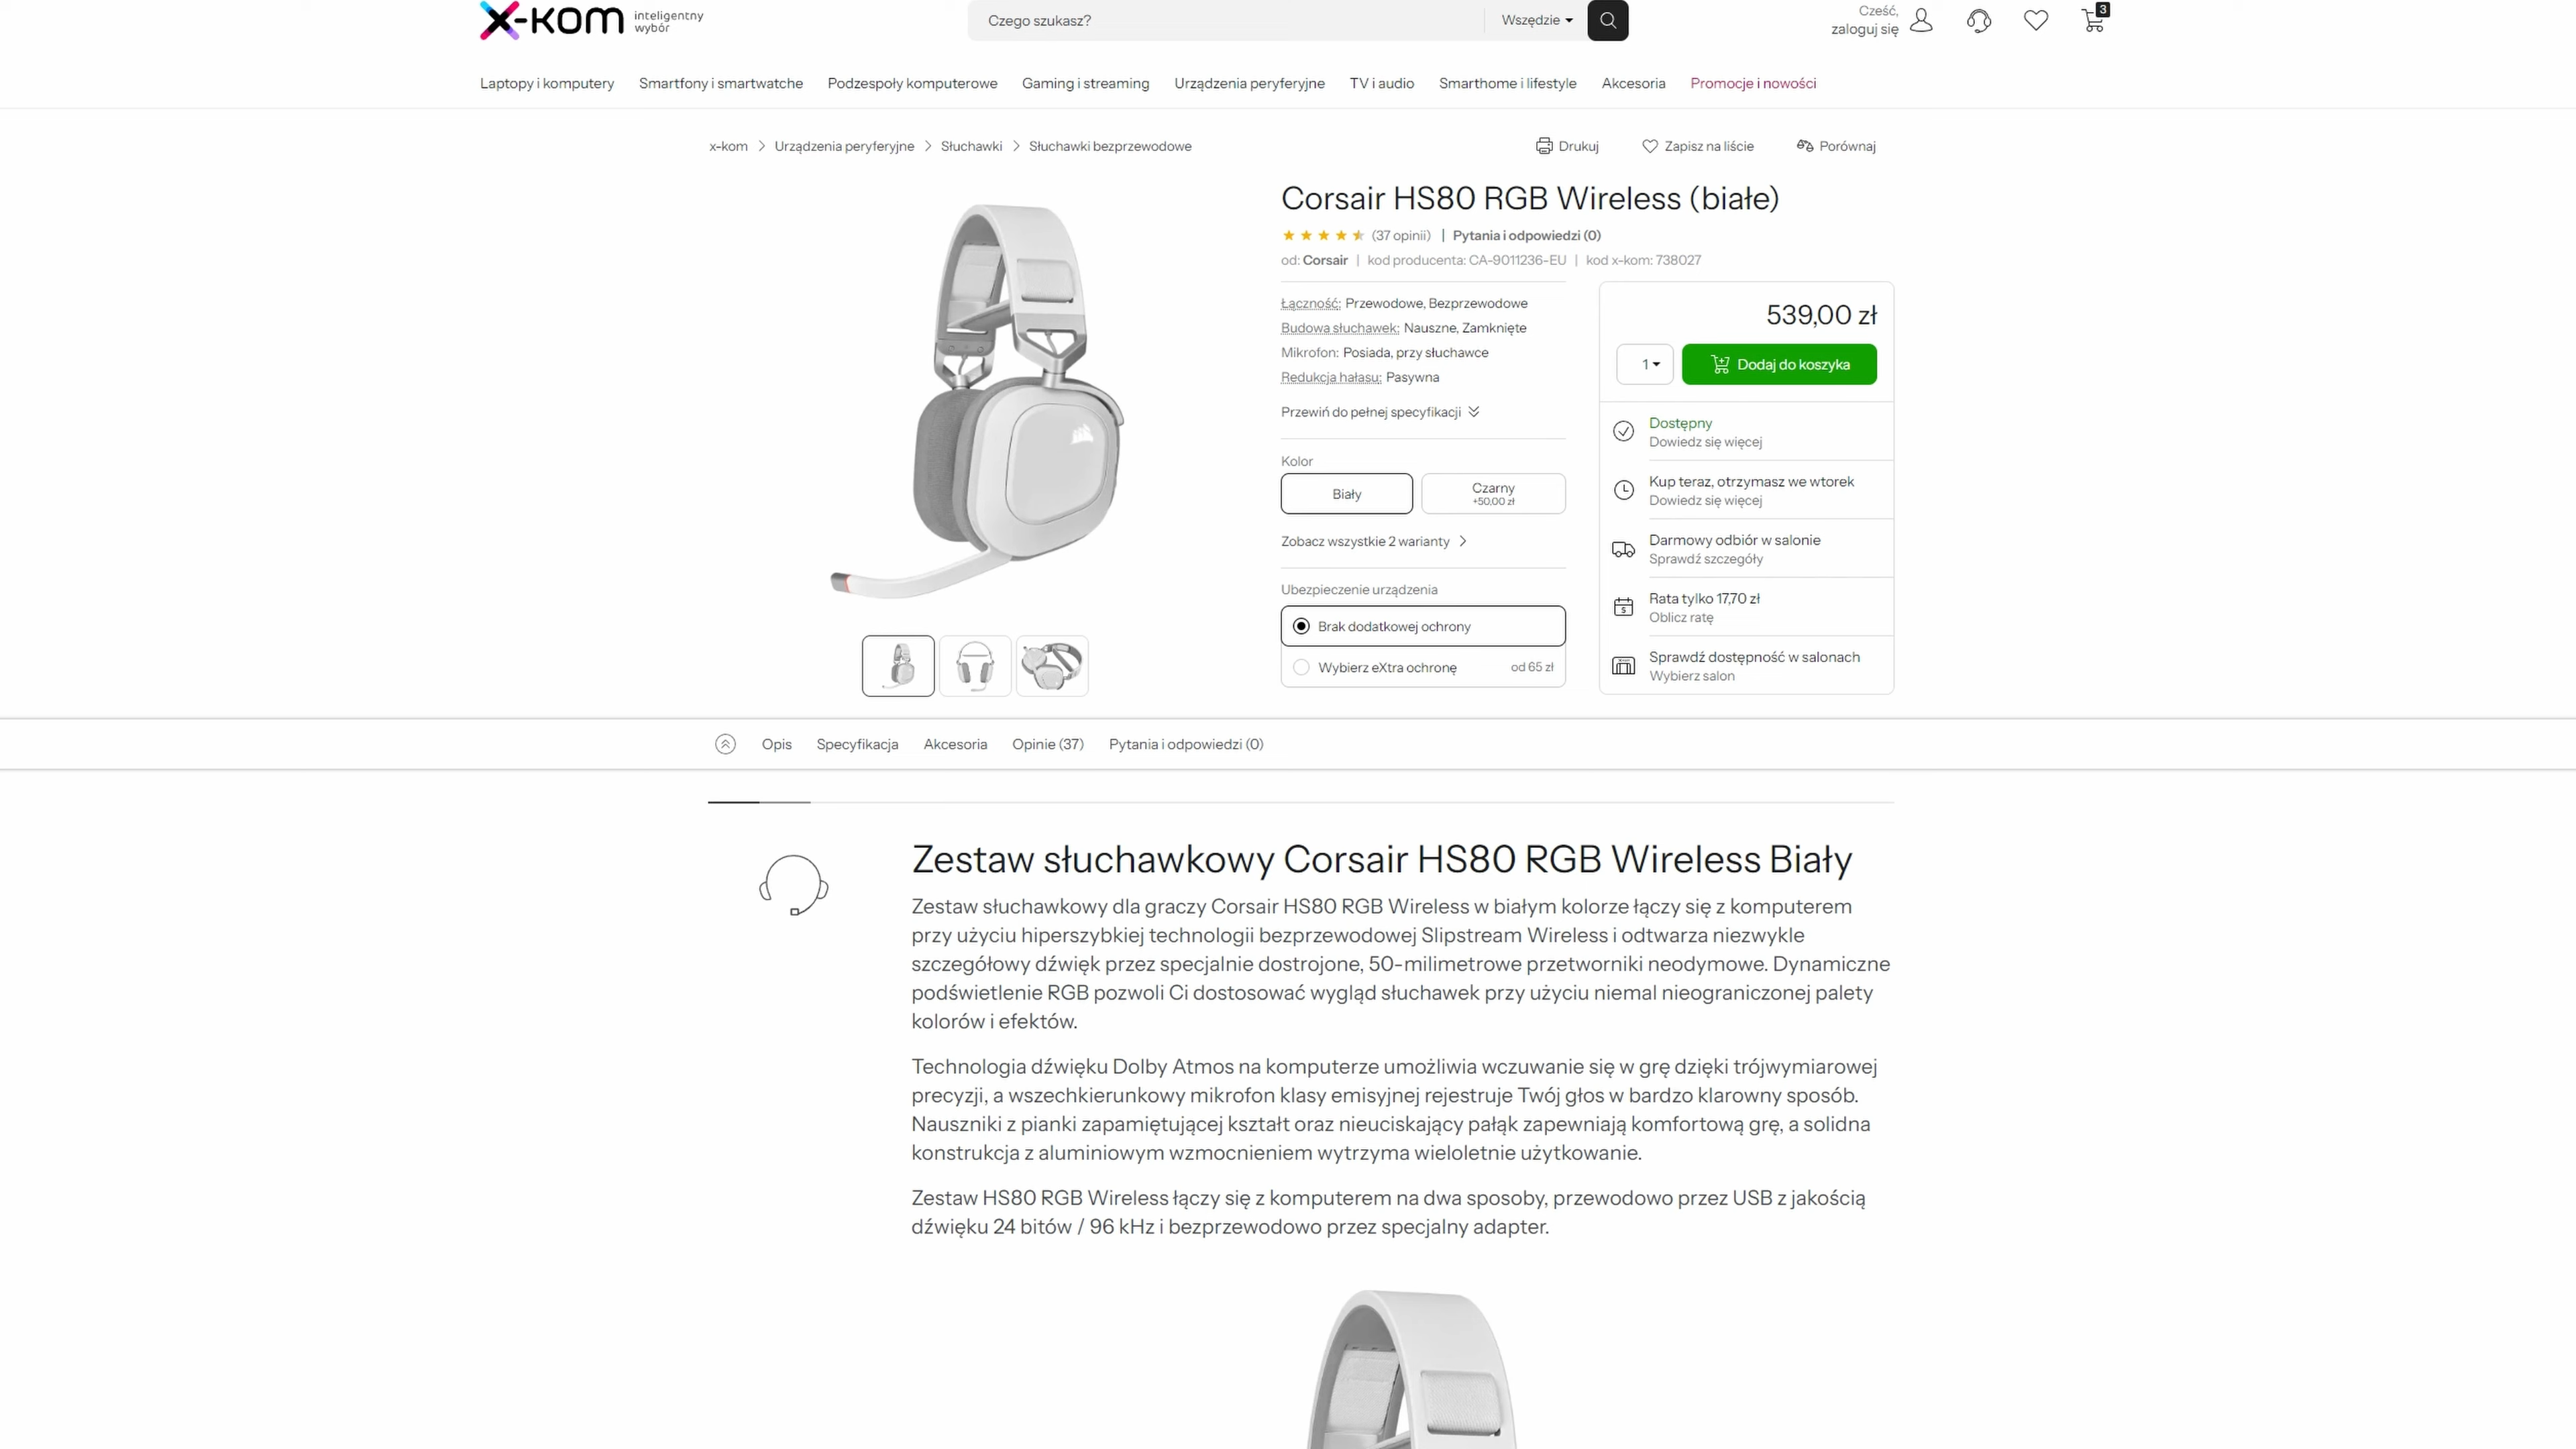 x-kom inteligentny
wybór
Czego szukasz?
Wszędzie
Cześć,
zaloguj się
3
Laptopy i komputery Smartfony i smartwatche Podzespoły komputerowe Gaming i streaming Urządzenia peryferyjne TV i audio Smarthome i lifestyle Akcesoria Promocje i nowości
x-kom Urządzenia peryferyjne Słuchawki Słuchawki bezprzewodowe
Drukuj Zapisz na liście Porównaj
Corsair HS80 RGB Wireless (białe)
(37 opinii) | Pytania i odpowiedzi (0)
od: Corsair | kod producenta: CA-9011236-EU | kod x-kom: 738027
Łączność: Przewodowe, Bezprzewodowe
Budowa słuchawek: Nauszne, Zamknięte
Mikrofon: Posiada, przy słuchawce
Redukcja hałasu: Pasywna
Przewiń do pełnej specyfikacji
Kolor
Biały
Czarny
+50,00 zł
Zobacz wszystkie 2 warianty
Ubezpieczenie urządzenia
Brak dodatkowej ochrony
Wybierz eXtra ochronę od 65 zł
539,00 zł
1
Dodaj do koszyka
Dostępny
Dowiedz się więcej
Kup teraz, otrzymasz we wtorek
Dowiedz się więcej
Darmowy odbiór w salonie
Sprawdź szczegóły
Rata tylko 17,70 zł
Oblicz ratę
Sprawdź dostępność w salonach
Wybierz salon
Opis Specyfikacja Akcesoria Opinie (37) Pytania i odpowiedzi (0)
Zestaw słuchawkowy Corsair HS80 RGB Wireless Biały
Zestaw słuchawkowy dla graczy Corsair HS80 RGB Wireless w białym kolorze łączy się z komputerem
przy użyciu hiperszybkiej technologii bezprzewodowej Slipstream Wireless i odtwarza niezwykle
szczegółowy dźwięk przez specjalnie dostrojone, 50-milimetrowe przetworniki neodymowe. Dynamiczne
podświetlenie RGB pozwoli Ci dostosować wygląd słuchawek przy użyciu niemal nieograniczonej palety
kolorów i efektów.
Technologia dźwięku Dolby Atmos na komputerze umożliwia wczuwanie się w grę dzięki trójwymiarowej
precyzji, a wszechkierunkowy mikrofon klasy emisyjnej rejestruje Twój głos w bardzo klarowny sposób.
Nauszniki z pianki zapamiętującej kształt oraz nieuciskający pałąk zapewniają komfortową grę, a solidna
konstrukcja z aluminiowym wzmocnieniem wytrzyma wieloletnie użytkowanie.
Zestaw HS80 RGB Wireless łączy się z komputerem na dwa sposoby, przewodowo przez USB z jakością
dźwięku 24 bitów / 96 kHz i bezprzewodowo przez specjalny adapter.